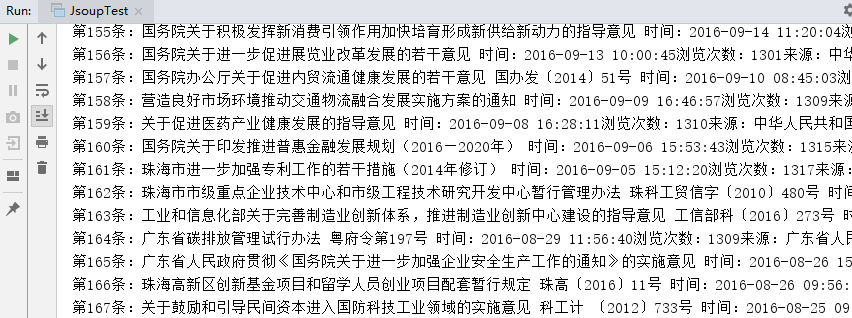 Run: JsoupTest
第155条: 国务院关于积极发挥新消费引领作用加快培育形成新供给新动力的指导意见 时间:2016-09-14 11:20:04浏
第156条: 国务院关于进一步促进展览业改革发展的若干意见 时间:2016-09-13 10:00:45浏览次数:1301来源:中华
第157条: 国务院办公厅关于促进内贸流通健康发展的若干意见 国办发〔2014〕51号 时间:2016-09-10 08:45:03浏
第158条: 营造良好市场环境推动交通物流融合发展实施方案的通知 时间:2016-09-09 16:46:57浏览次数:1309来
第159条: 关于促进医药产业健康发展的指导意见 时间:2016-09-08 16:28:11浏览次数:1310来源:中华人民共和国
第160条: 国务院关于印发推进普惠金融发展规划(2016—2020年) 时间:2016-09-06 15:53:43浏览次数:1315来
第161条: 珠海市进一步加强专利工作的若干措施(2014年修订) 时间:2016-09-05 15:12:20浏览次数:1317来源:
第162条: 珠海市市级重点企业技术中心和市级工程技术研究开发中心暂行管理办法 珠科工贸信字〔2010〕480号 时间
第163条: 工业和信息化部关于完善制造业创新体系,推进制造业创新中心建设的指导意见 工信部科〔2016〕273号 时
第164条: 广东省碳排放管理试行办法 粤府令第197号 时间:2016-08-29 11:56:40浏览次数:1309来源:广东省人民
第165条: 广东省人民政府贯彻《国务院关于进一步加强企业安全生产工作的通知》的实施意见 时间:2016-08-26 15
第166条: 珠海高新区创新基金项目和留学人员创业项目配套暂行规定 珠高〔2016〕11号 时间:2016-08-26 09:56:
第167条: 关于鼓励和引导民间资本进入国防科技工业领域的实施意见 科工计 〔2012〕733号 时间:2016-08-25 09